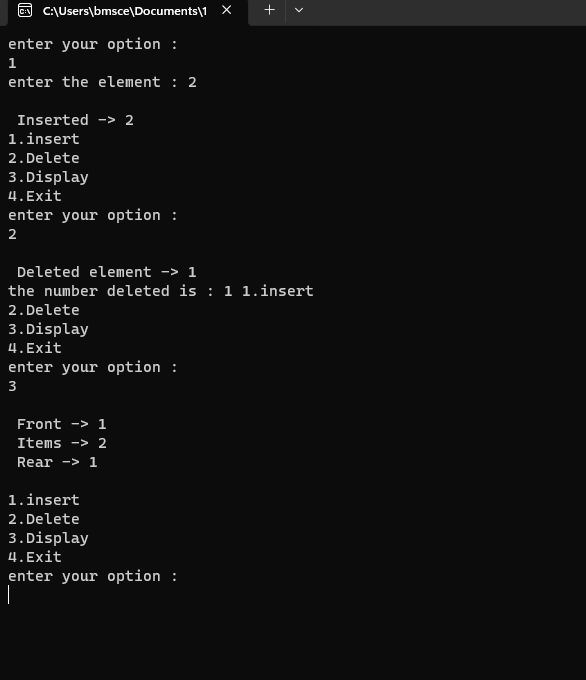 C:\Users\bmsce\Documents\1
enter your option :
1
enter the element : 2
Inserted -> 2
1.insert
2.Delete
3.Display
4.Exit
enter your option :
2
Deleted element -> 1
the number deleted is : 1 1.insert
2.Delete
3.Display
4.Exit
enter your option :
3
Front -> 1
Items -> 2
Rear -> 1
1.insert
2.Delete
3.Display
4.Exit
enter your option :